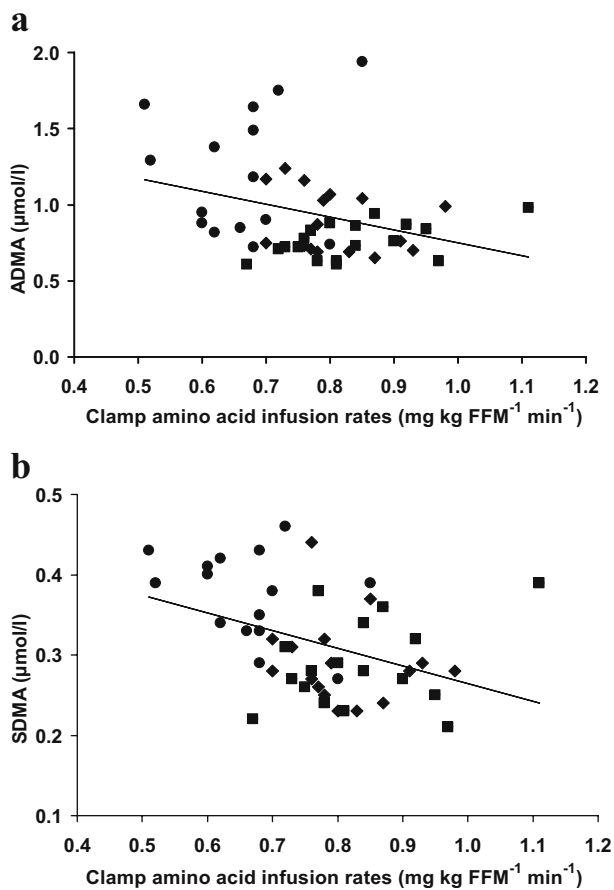 a
2.0
1.5
1.0
0.5
0.0
ADMA (µmol/l)
0.4 0.5 0.6 0.7 0.8 0.9 1.0 1.1 1.2
Clamp amino acid infusion rates (mg kg FFM⁻¹ min⁻¹)
b
0.5
0.4
0.3
0.2
0.1
SDMA (µmol/l)
0.4 0.5 0.6 0.7 0.8 0.9 1.0 1.1 1.2
Clamp amino acid infusion rates (mg kg FFM⁻¹ min⁻¹)